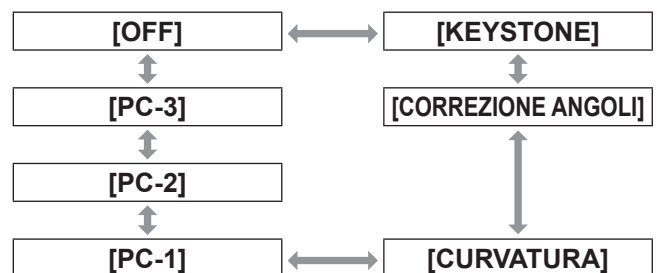 [OFF] [KEYSTONE]
[PC-3] [CORREZIONE ANGOLI]
[PC-2]
[PC-1] [CURVATURA]